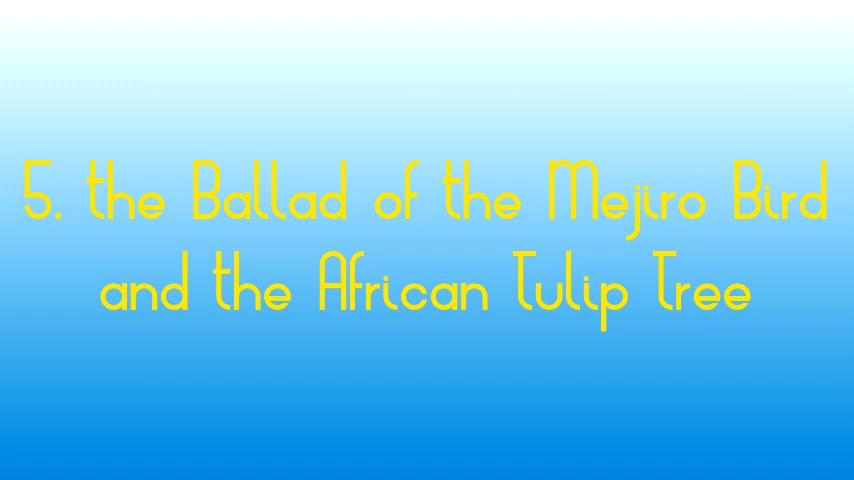 5. the Ballad of the Mejiro Bird
and the African Tulip Tree